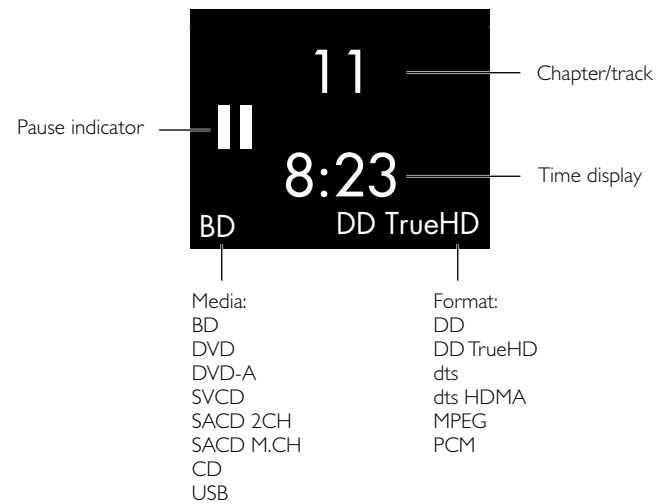 11
Chapter/track
Pause indicator
8:23
Time display
BD
DD TrueHD
Media:
BD
DVD
DVD-A
SVCD
SACD 2CH
SACD M.CH
CD
USB
Format:
DD
DD TrueHD
dts
dts HDMA
MPEG
PCM